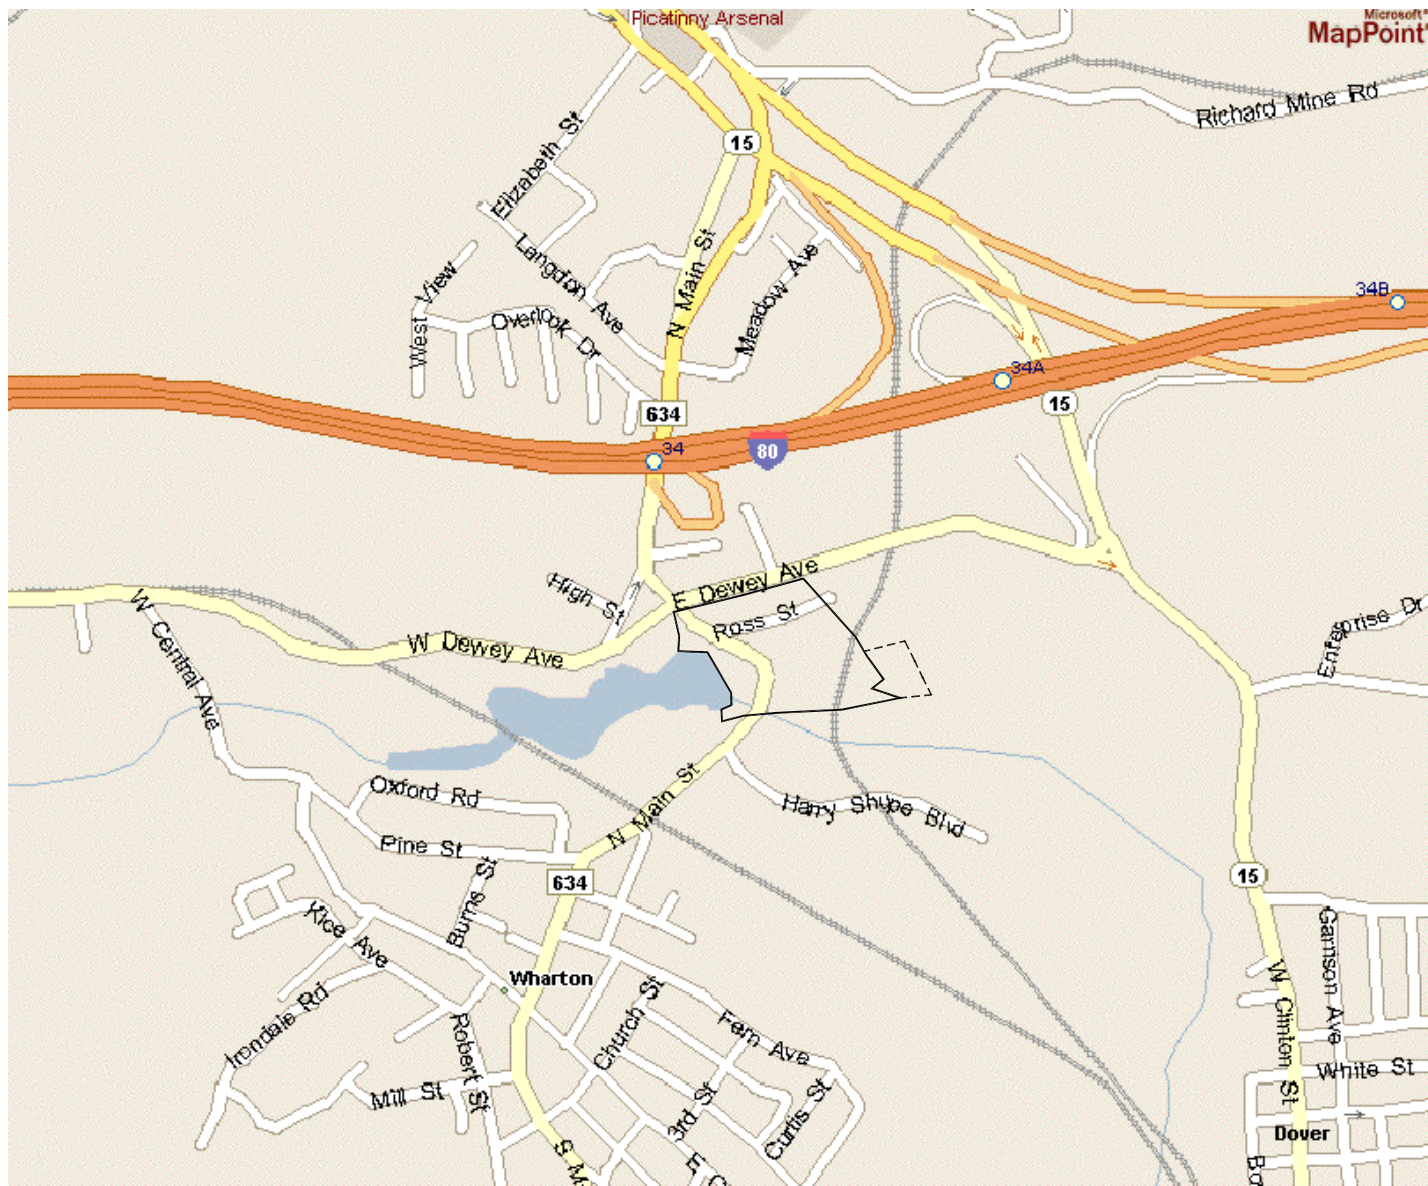 Picatinny Arsenal
Microsoft®
MapPoint®
Richard Mine Rd
15
Elizabeth St
Langdon Ave
N Main St
Meadow Ave
West View
Overlook Dr
34B
34A
15
634
34
80
E Dewey Ave
High St
Ross St
W Dewey Ave
Enterprise Dr
W Central Ave
Oxford Rd
N Main St
Harry Shupe Blvd
Pine St
634
15
Burns St
Kice Ave
Garrison Ave
Wharton
Irondale Rd
Church St
Fern Ave
W Clinton St
Robert St
White St
Mill St
3rd St
Curtis St
Dover
S M
E C
Bo